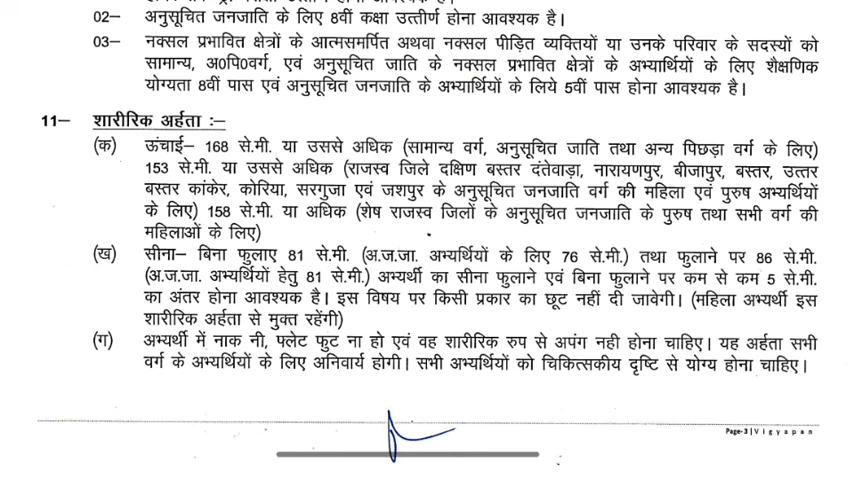 02– अनुसूचित जनजाति के लिए 8वीं कक्षा उत्तीर्ण होना आवश्यक है।
03– नक्सल प्रभावित क्षेत्रों के आत्मसमर्पित अथवा नक्सल पीड़ित व्यक्तियों या उनके परिवार के सदस्यों को
सामान्य, अ0पि0वर्ग, एवं अनुसूचित जाति के नक्सल प्रभावित क्षेत्रों के अभ्यार्थियों के लिए शैक्षणिक
योग्यता 8वीं पास एवं अनुसूचित जनजाति के अभ्यार्थियों के लिये 5वीं पास होना आवश्यक है।
11– शारीरिक अर्हता :–
(क) ऊंचाई– 168 से.मी. या उससे अधिक (सामान्य वर्ग, अनुसूचित जाति तथा अन्य पिछड़ा वर्ग के लिए)
153 से.मी. या उससे अधिक (राजस्व जिले दक्षिण बस्तर दंतेवाड़ा, नारायणपुर, बीजापुर, बस्तर, उत्तर
बस्तर कांकेर, कोरिया, सरगुजा एवं जशपुर के अनुसूचित जनजाति वर्ग की महिला एवं पुरुष अभ्यर्थियों
के लिए) 158 से.मी. या अधिक (शेष राजस्व जिलों के अनुसूचित जनजाति के पुरुष तथा सभी वर्ग की
महिलाओं के लिए)
(ख) सीना– बिना फुलाए 81 से.मी. (अ.ज.जा. अभ्यर्थियों के लिए 76 से.मी.) तथा फुलाने पर 86 से.मी.
(अ.ज.जा. अभ्यर्थियों हेतु 81 से.मी.) अभ्यर्थी का सीना फुलाने एवं बिना फुलाने पर कम से कम 5 से.मी.
का अंतर होना आवश्यक है। इस विषय पर किसी प्रकार का छूट नहीं दी जावेगी। (महिला अभ्यर्थी इस
शारीरिक अर्हता से मुक्त रहेंगी)
(ग) अभ्यर्थी में नाक नी, फ्लेट फुट ना हो एवं वह शारीरिक रुप से अपंग नही होना चाहिए। यह अर्हता सभी
वर्ग के अभ्यर्थियों के लिए अनिवार्य होगी। सभी अभ्यर्थियों को चिकित्सकीय दृष्टि से योग्य होना चाहिए।
Page-3 | V i g y a p a n